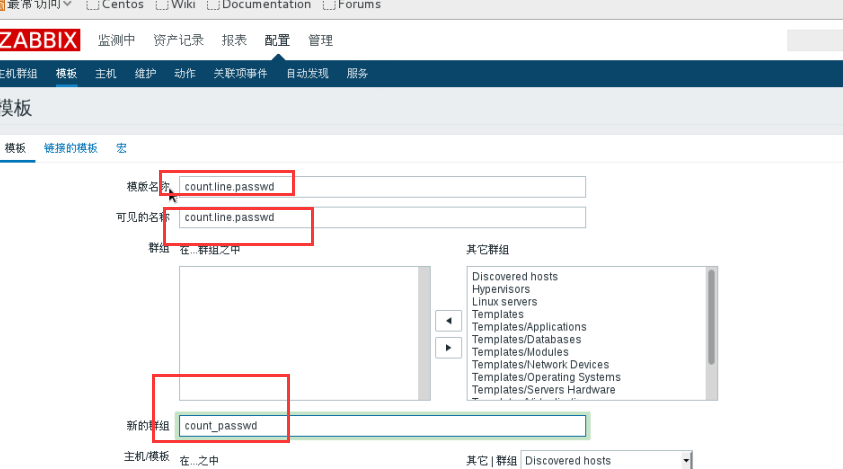 最常访问 Centos Wiki Documentation Forums
ZABBIX 监测中 资产记录 报表 配置 管理
主机群组 模板 主机 维护 动作 关联项事件 自动发现 服务
模板
模板 链接的模板 宏
模版名称 count.line.passwd
可见的名称 count.line.passwd
群组 在...群组之中 其它群组
Discovered hosts
Hypervisors
Linux servers
Templates
Templates/Applications
Templates/Databases
Templates/Modules
Templates/Network Devices
Templates/Operating Systems
Templates/Servers Hardware
新的群组 count_passwd
主机/模板 在...之中 其它 | 群组 Discovered hosts